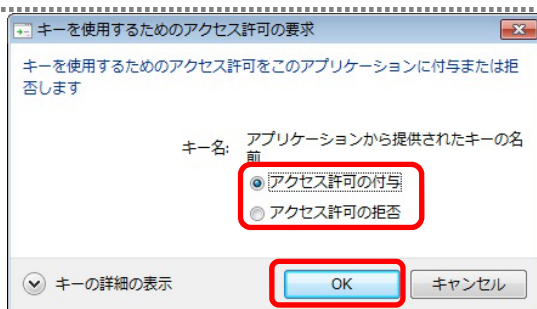 キーを使用するためのアクセス許可の要求
キーを使用するためのアクセス許可をこのアプリケーションに付与または拒
否します
キー名: アプリケーションから提供されたキーの名
前
アクセス許可の付与
アクセス許可の拒否
キーの詳細の表示 OK キャンセル